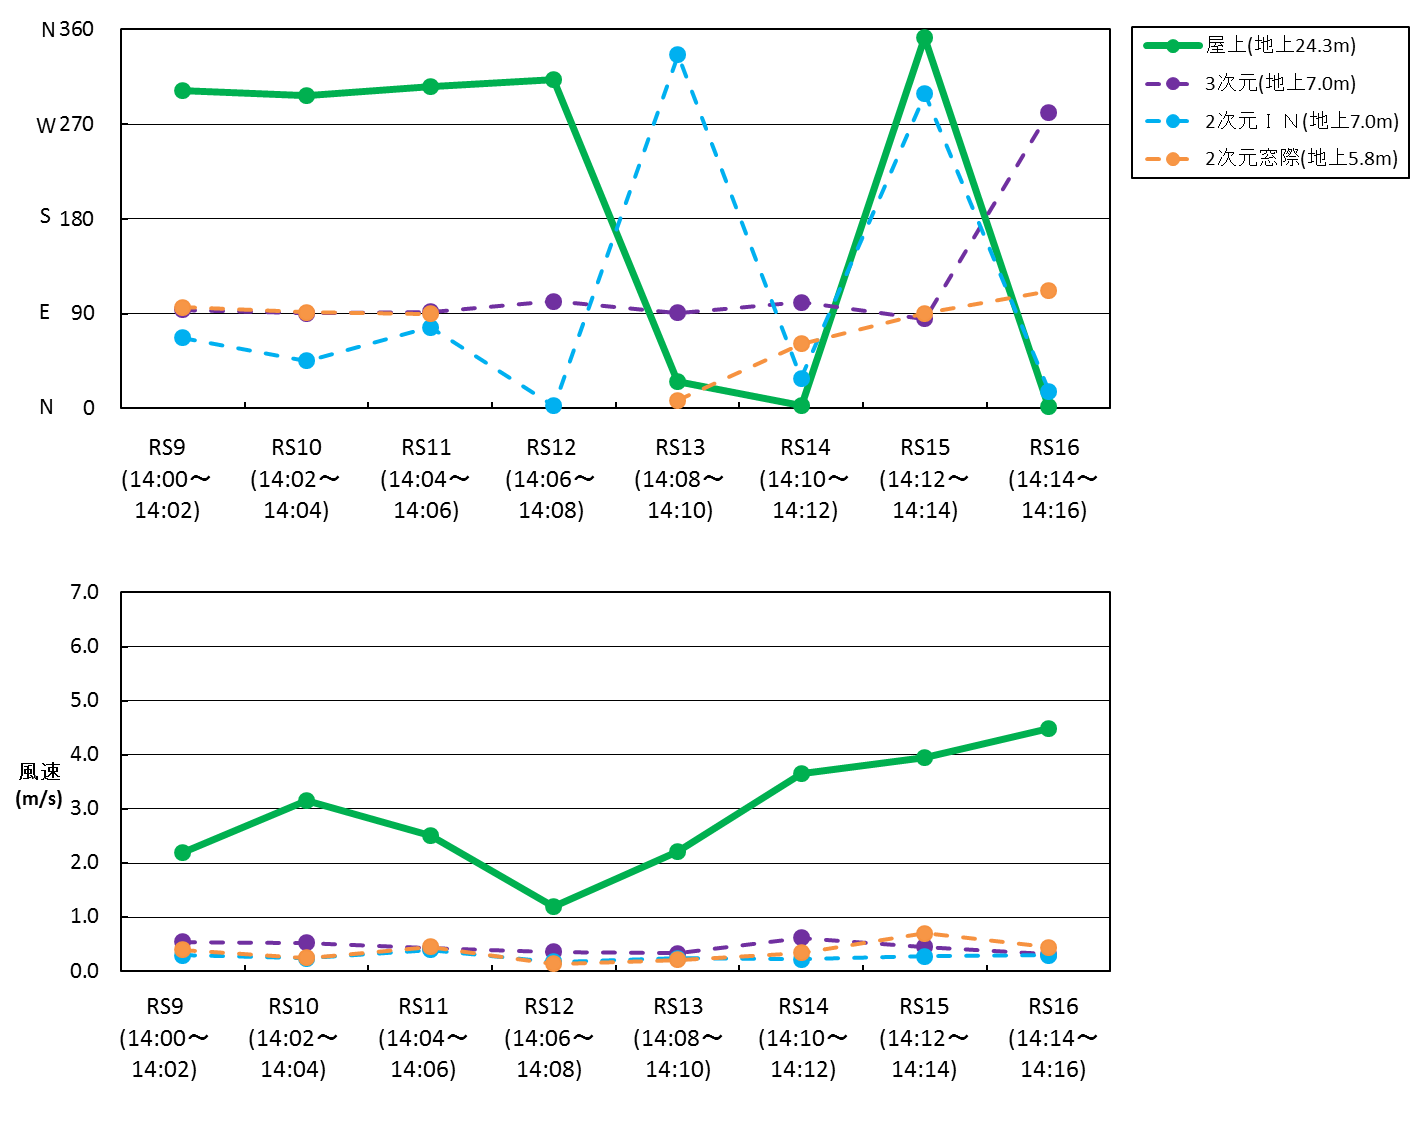 N 360
W 270
S 180
E 90
N 0
RS9 RS10 RS11 RS12 RS13 RS14 RS15 RS16
(14:00～ (14:02～ (14:04～ (14:06～ (14:08～ (14:10～ (14:12～ (14:14～
14:02) 14:04) 14:06) 14:08) 14:10) 14:12) 14:14) 14:16)
屋上(地上24.3m)
3次元(地上7.0m)
2次元ＩＮ(地上7.0m)
2次元窓際(地上5.8m)
7.0
6.0
5.0
4.0
風速
(m/s)
3.0
2.0
1.0
0.0
RS9 RS10 RS11 RS12 RS13 RS14 RS15 RS16
(14:00～ (14:02～ (14:04～ (14:06～ (14:08～ (14:10～ (14:12～ (14:14～
14:02) 14:04) 14:06) 14:08) 14:10) 14:12) 14:14) 14:16)